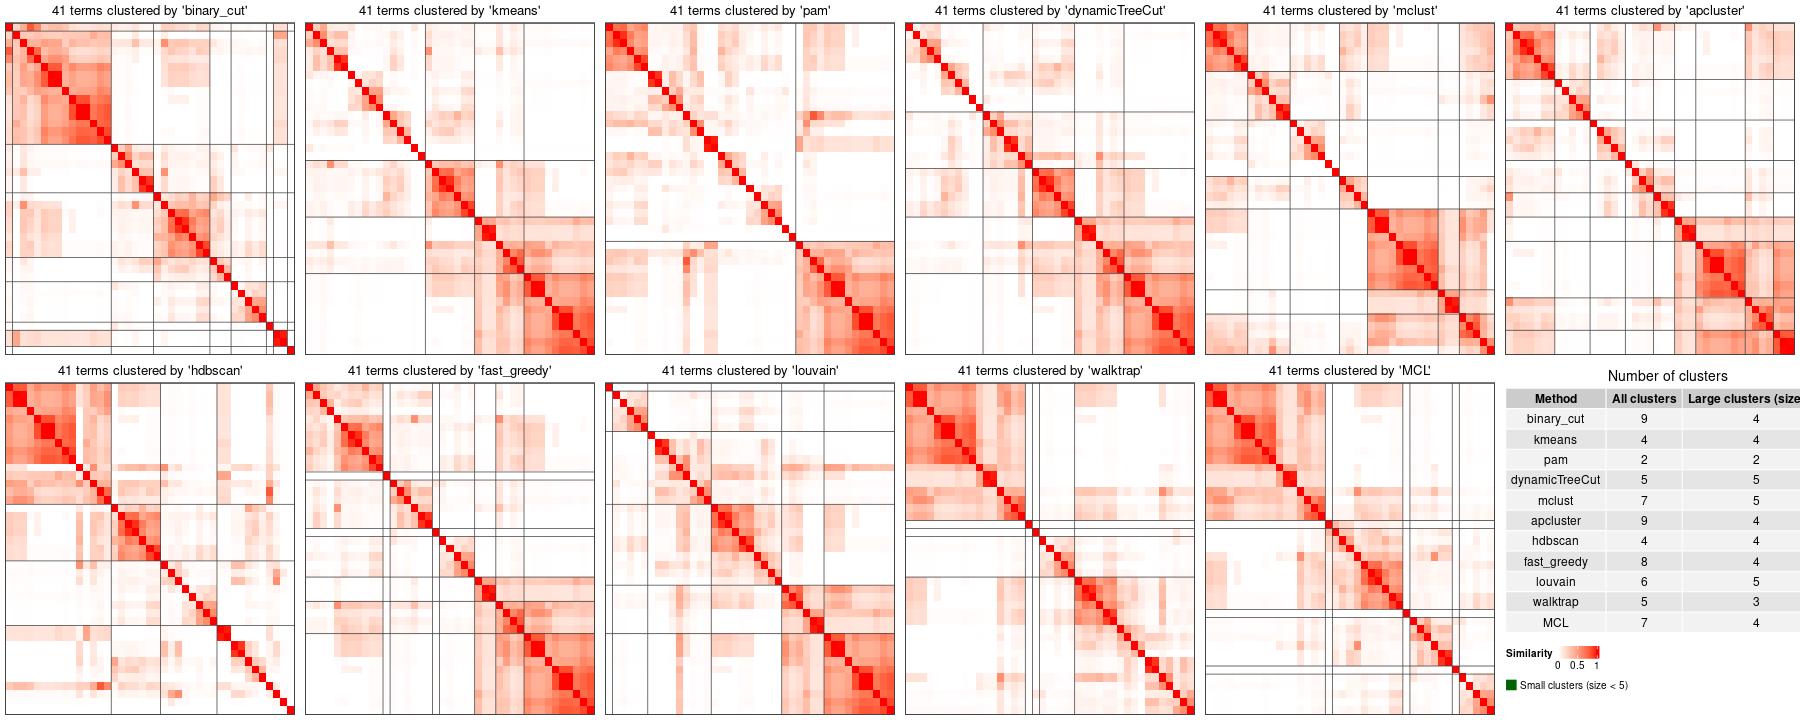 41 terms clustered by 'binary_cut'
41 terms clustered by 'kmeans'
41 terms clustered by 'pam'
41 terms clustered by 'dynamicTreeCut'
41 terms clustered by 'mclust'
41 terms clustered by 'apcluster'
41 terms clustered by 'hdbscan'
41 terms clustered by 'fast_greedy'
41 terms clustered by 'louvain'
41 terms clustered by 'walktrap'
41 terms clustered by 'MCL'
Number of clusters
Method All clusters Large clusters (size
binary_cut 9 4
kmeans 4 4
pam 2 2
dynamicTreeCut 5 5
mclust 7 5
apcluster 9 4
hdbscan 4 4
fast_greedy 8 4
louvain 6 5
walktrap 5 3
MCL 7 4
Similarity
0 0.5 1
Small clusters (size < 5)